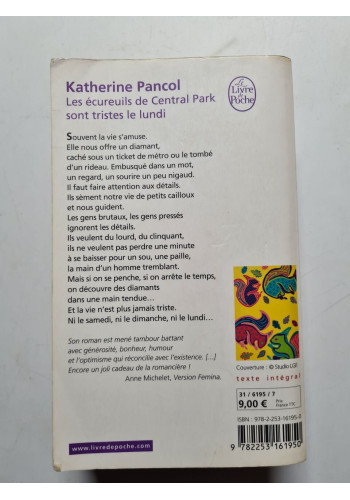 Katherine Pancol
Les écureuils de Central Park
sont tristes le lundi
Le
Livre
de
Poche
Souvent la vie s'amuse.
Elle nous offre un diamant,
caché sous un ticket de métro ou le tombé
d'un rideau. Embusqué dans un mot,
un regard, un sourire un peu nigaud.
Il faut faire attention aux détails.
Ils sèment notre vie de petits cailloux
et nous guident.
Les gens brutaux, les gens pressés
ignorent les détails.
Ils veulent du lourd, du clinquant,
ils ne veulent pas perdre une minute
à se baisser pour un sou, une paille,
la main d'un homme tremblant.
Mais si on se penche, si on arrête le temps,
on découvre des diamants
dans une main tendue...
Et la vie n'est plus jamais triste.
Ni le samedi, ni le dimanche, ni le lundi...
Son roman est mené tambour battant
avec générosité, bonheur, humour
et l'optimisme qui réconcilie avec l'existence. [...]
Encore un joli cadeau de la romancière !
Anne Michelet, Version Femina.
Couverture : © Studio LGF
texte intégral
31 / 6195 / 7
9,00 € Prix
France TTC
ISBN : 978-2-253-16195-0
9 782253 161950
www.livredepoche.com